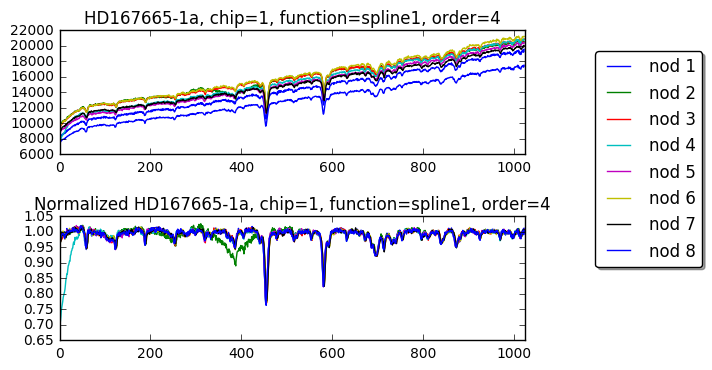 HD167665-1a, chip=1, function=spline1, order=4
22000
20000
18000
16000
14000
12000
10000
8000
6000
0 200 400 600 800 1000
Normalized HD167665-1a, chip=1, function=spline1, order=4
1.05
1.00
0.95
0.90
0.85
0.80
0.75
0.70
0.65
0 200 400 600 800 1000
nod 1
nod 2
nod 3
nod 4
nod 5
nod 6
nod 7
nod 8